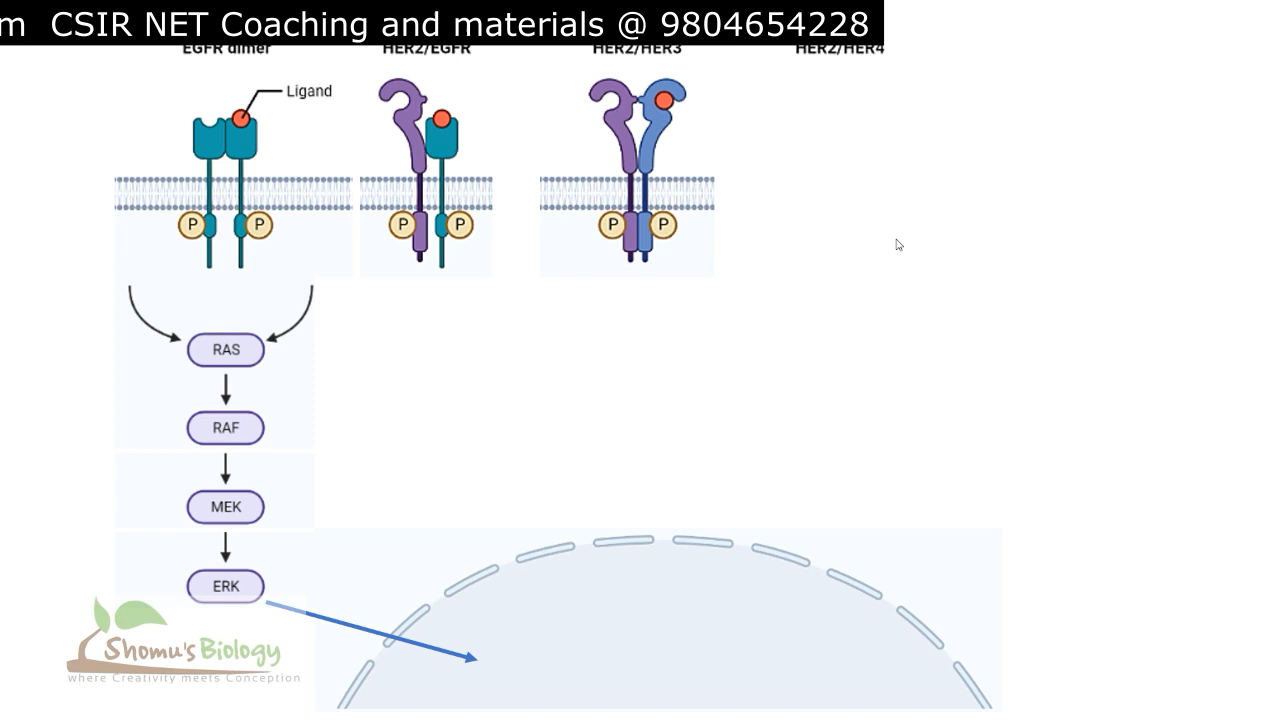 m CSIR NET Coaching and materials @ 9804654228
EGFR dimer
HER2/EGFR
HER2/HER3
HER2/HER4
Ligand
P
P
P
P
P
P
RAS
RAF
MEK
ERK
Shomu's Biology
where Creativity meets Conception